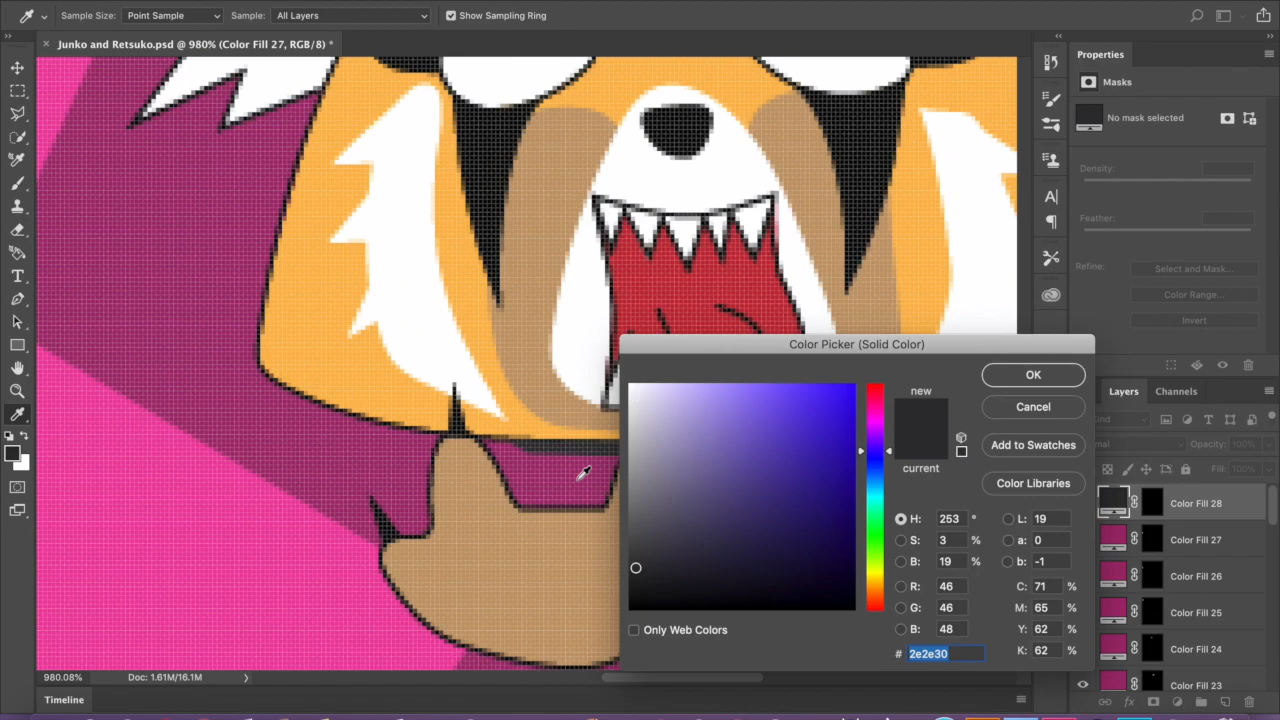 Sample Size: Point Sample Sample: All Layers Show Sampling Ring
Junko and Retsuko.psd @ 980% (Color Fill 27, RGB/8) *
Properties
Masks
No mask selected
Density:
Feather:
Refine:
Select and Mask...
Color Range...
Invert
Color Picker (Solid Color)
new
current
OK
Cancel
Add to Swatches
Color Libraries
H: 253 ° L: 19
S: 3 % a: 0
B: 19 % b: -1
R: 46 C: 71 %
G: 46 M: 65 %
B: 48 Y: 62 %
# 2e2e30 K: 62 %
Only Web Colors
Layers Channels
Kind
Opacity: 100%
Fill: 100%
Color Fill 28
Color Fill 27
Color Fill 26
Color Fill 25
Color Fill 24
Color Fill 23
980.08% Doc: 1.61M/16.1M
Timeline